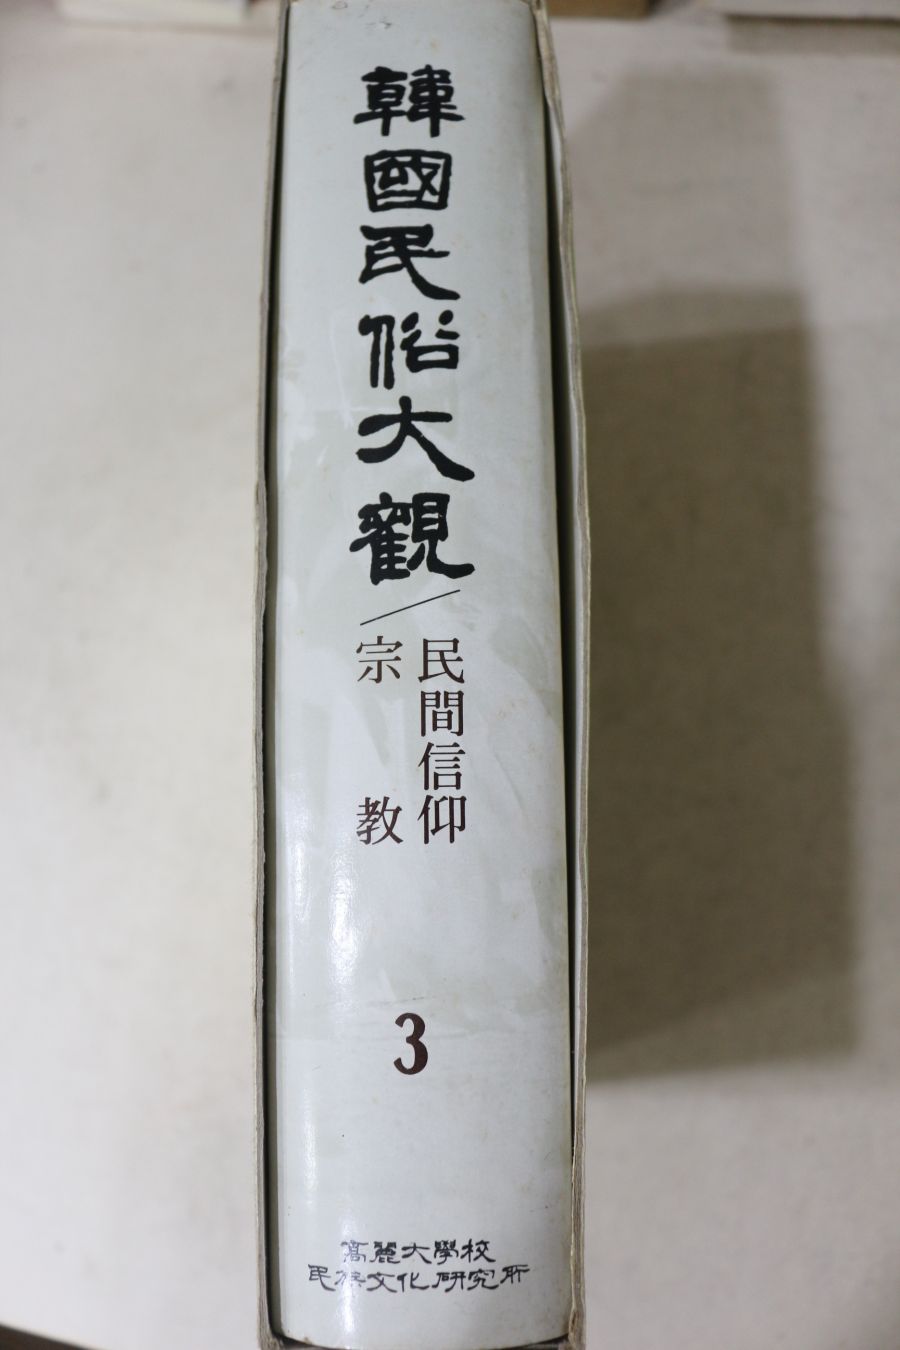 韓國民俗大觀
民間信仰
宗教
3
高麗大學校
民族文化硏究所